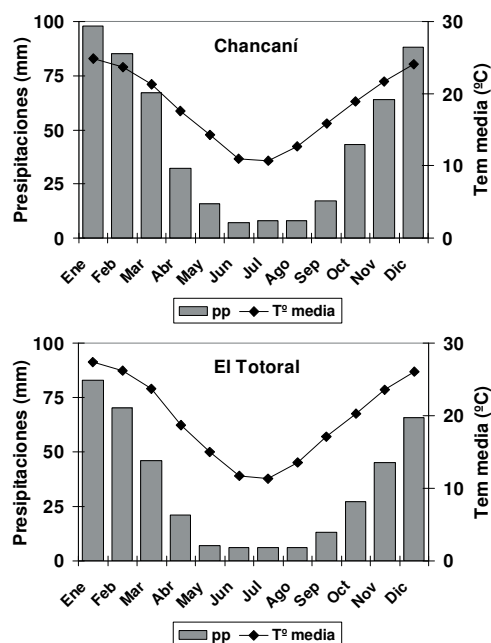 Chancaní
Presipitaciones (mm)
100
75
50
25
0
30
20
10
0
Tem media (ºC)
Ene Feb Mar Abr May Jun Jul Ago Sep Oct Nov Dic
pp Tº media
El Totoral
Presipitaciones (mm)
100
75
50
25
0
30
20
10
0
Tem media (ºC)
Ene Feb Mar Abr May Jun Jul Ago Sep Oct Nov Dic
pp Tº media